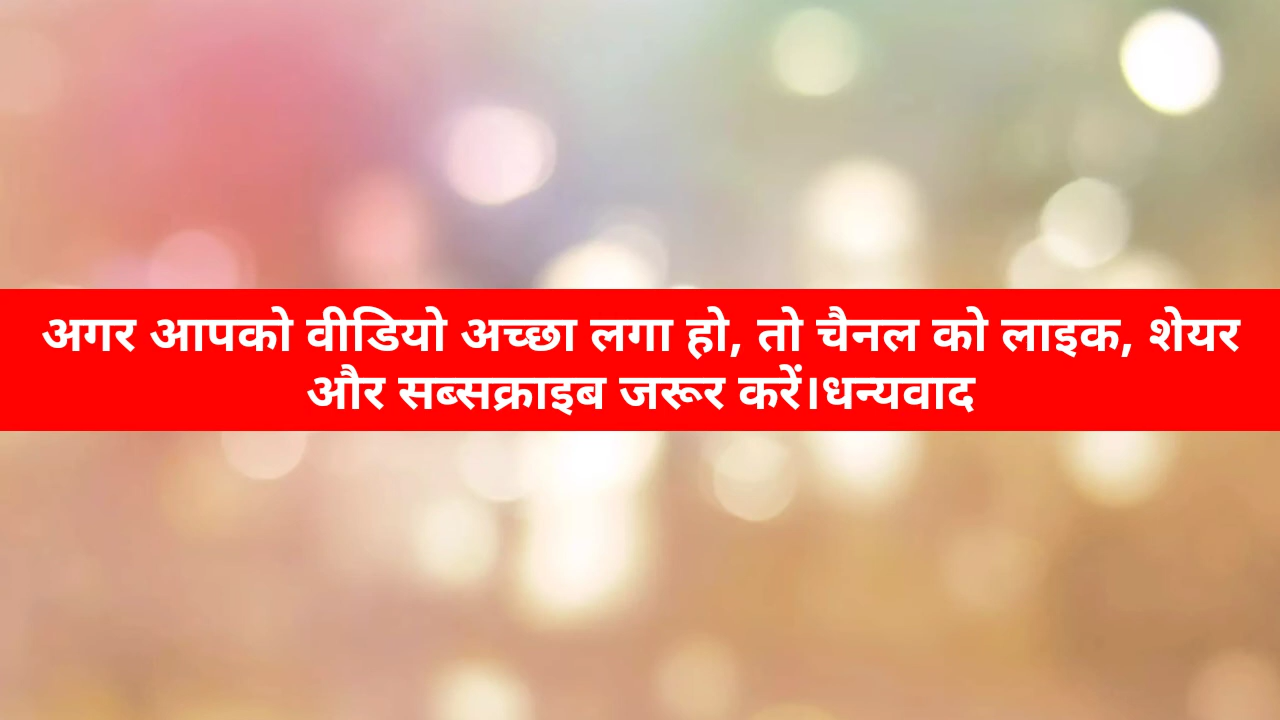 अगर आपको वीडियो अच्छा लगा हो, तो चैनल को लाइक, शेयर
और सब्सक्राइब जरूर करें।धन्यवाद